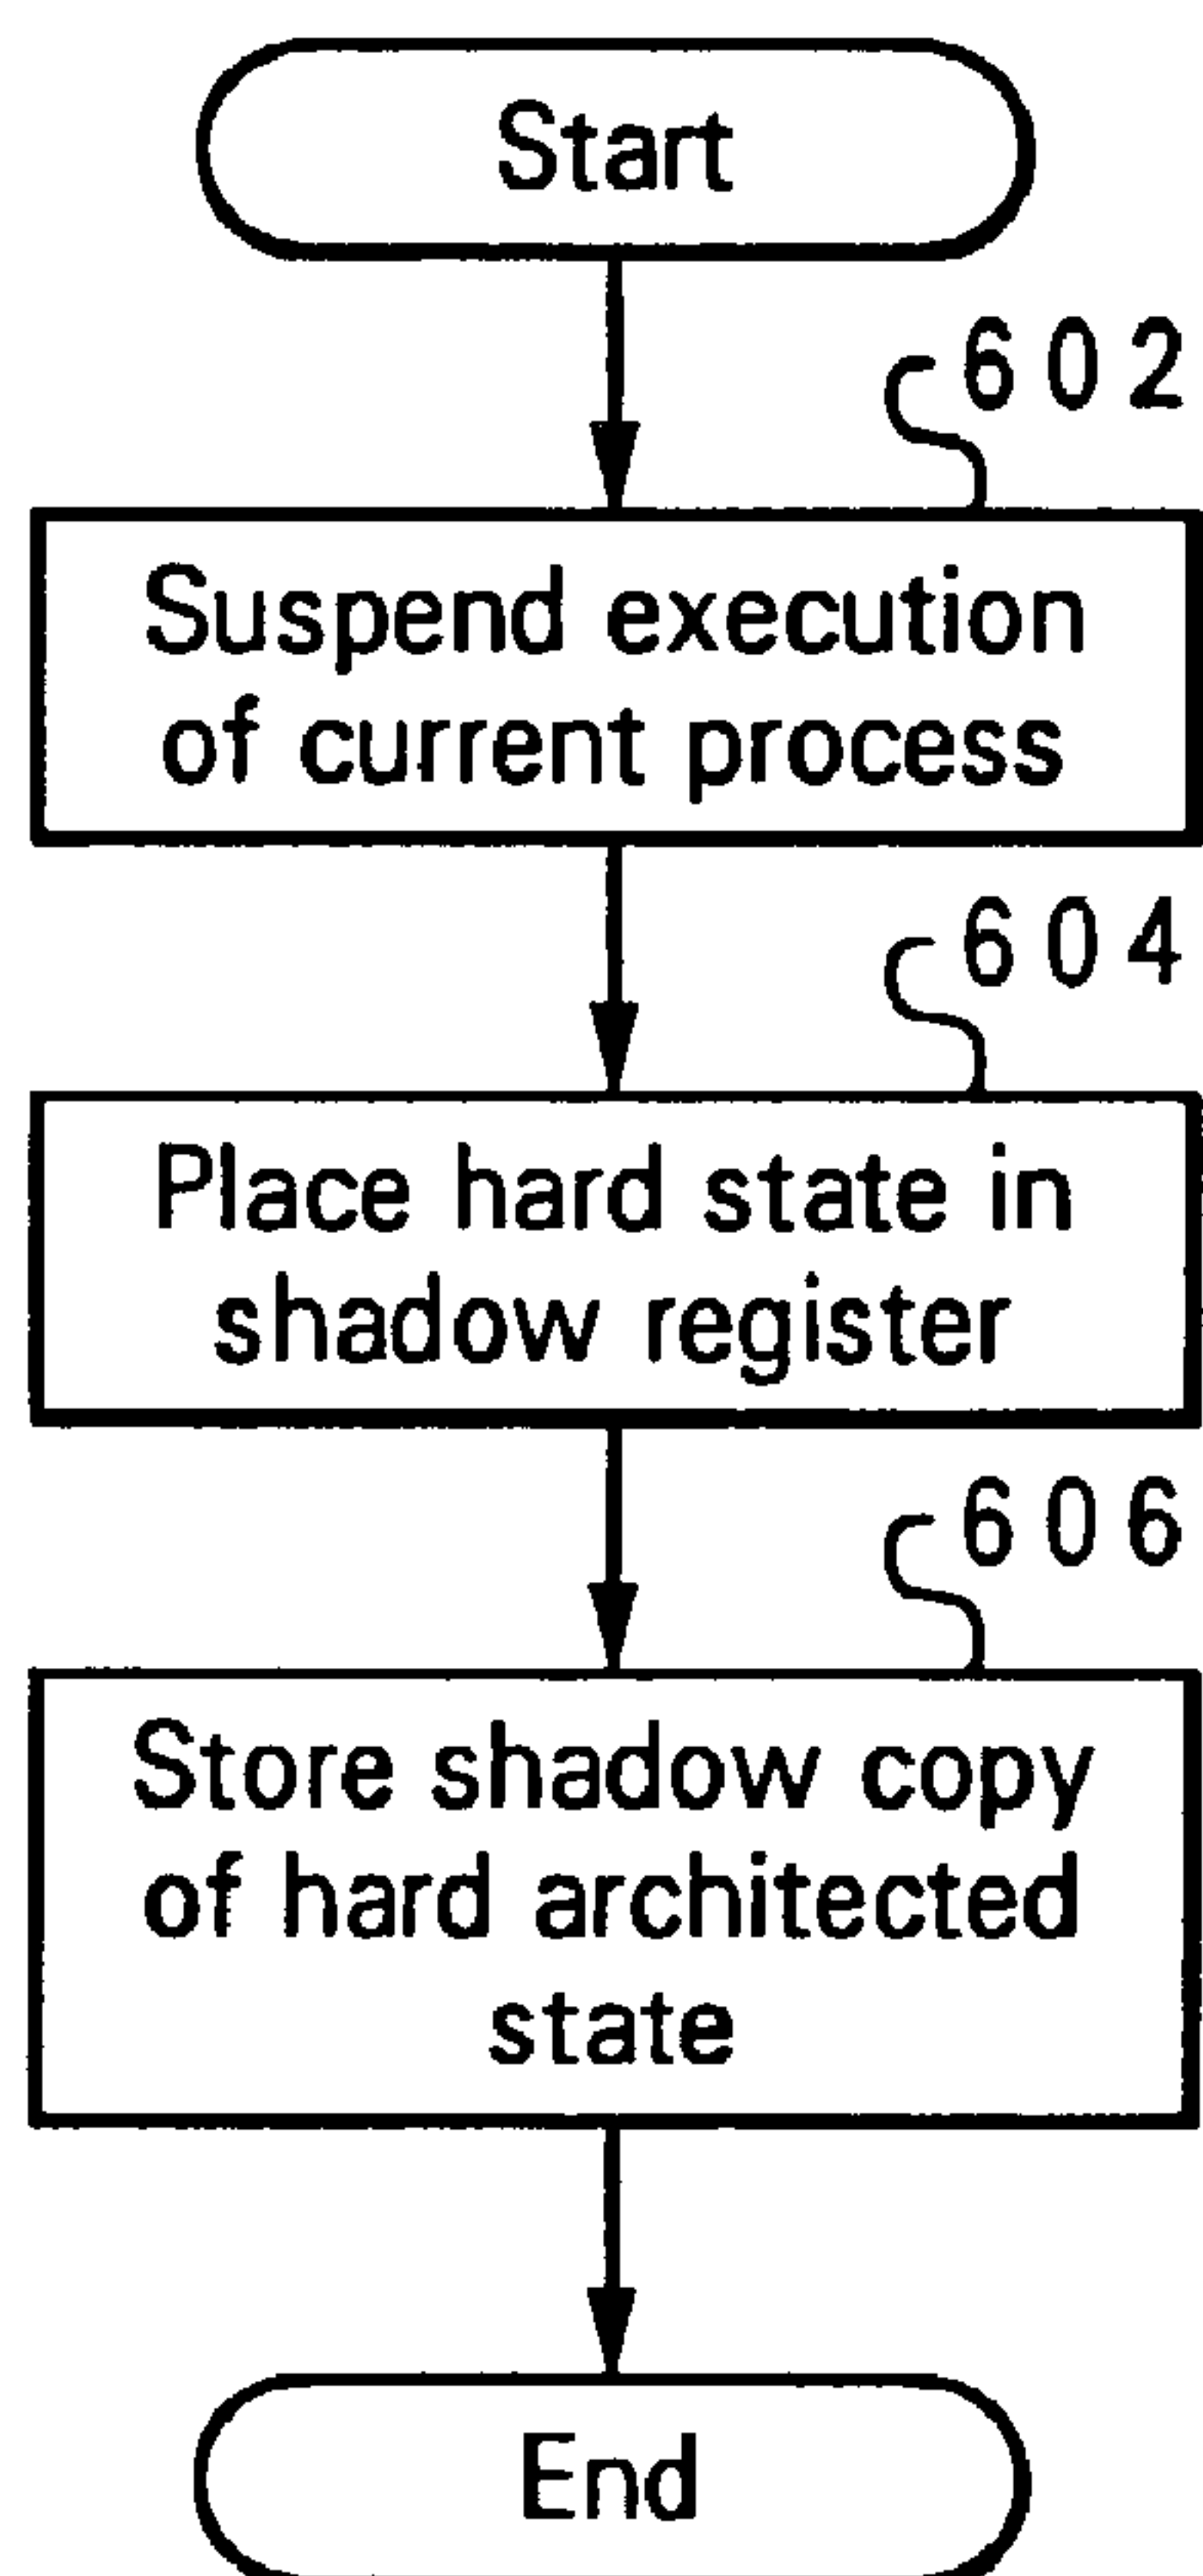 Start
602
Suspend execution
of current process
604
Place hard state in
shadow register
606
Store shadow copy
of hard architected
state
End